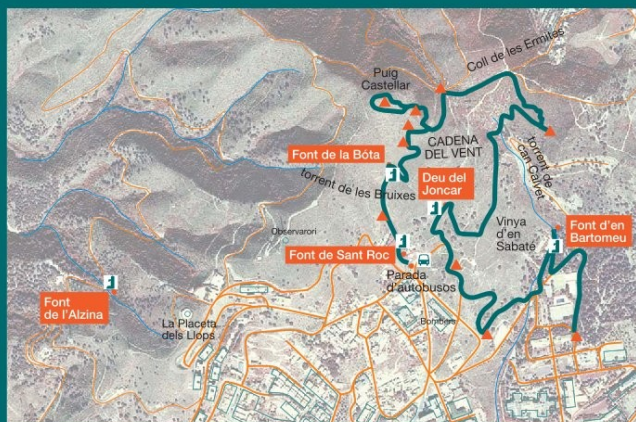 Coll de les Ermites
Puig
Castellar
CADENA
DEL VENT
torrent de
can Calvet
Font de la Bóta
torrent de les Bruixes
Deu del
Joncar
Vinya
d'en
Sabaté
Font d'en
Bartomeu
Observarori
Font de Sant Roc
Parada
d'autobusos
Font
de l'Alzina
La Placeta
dels Llops
Bombers